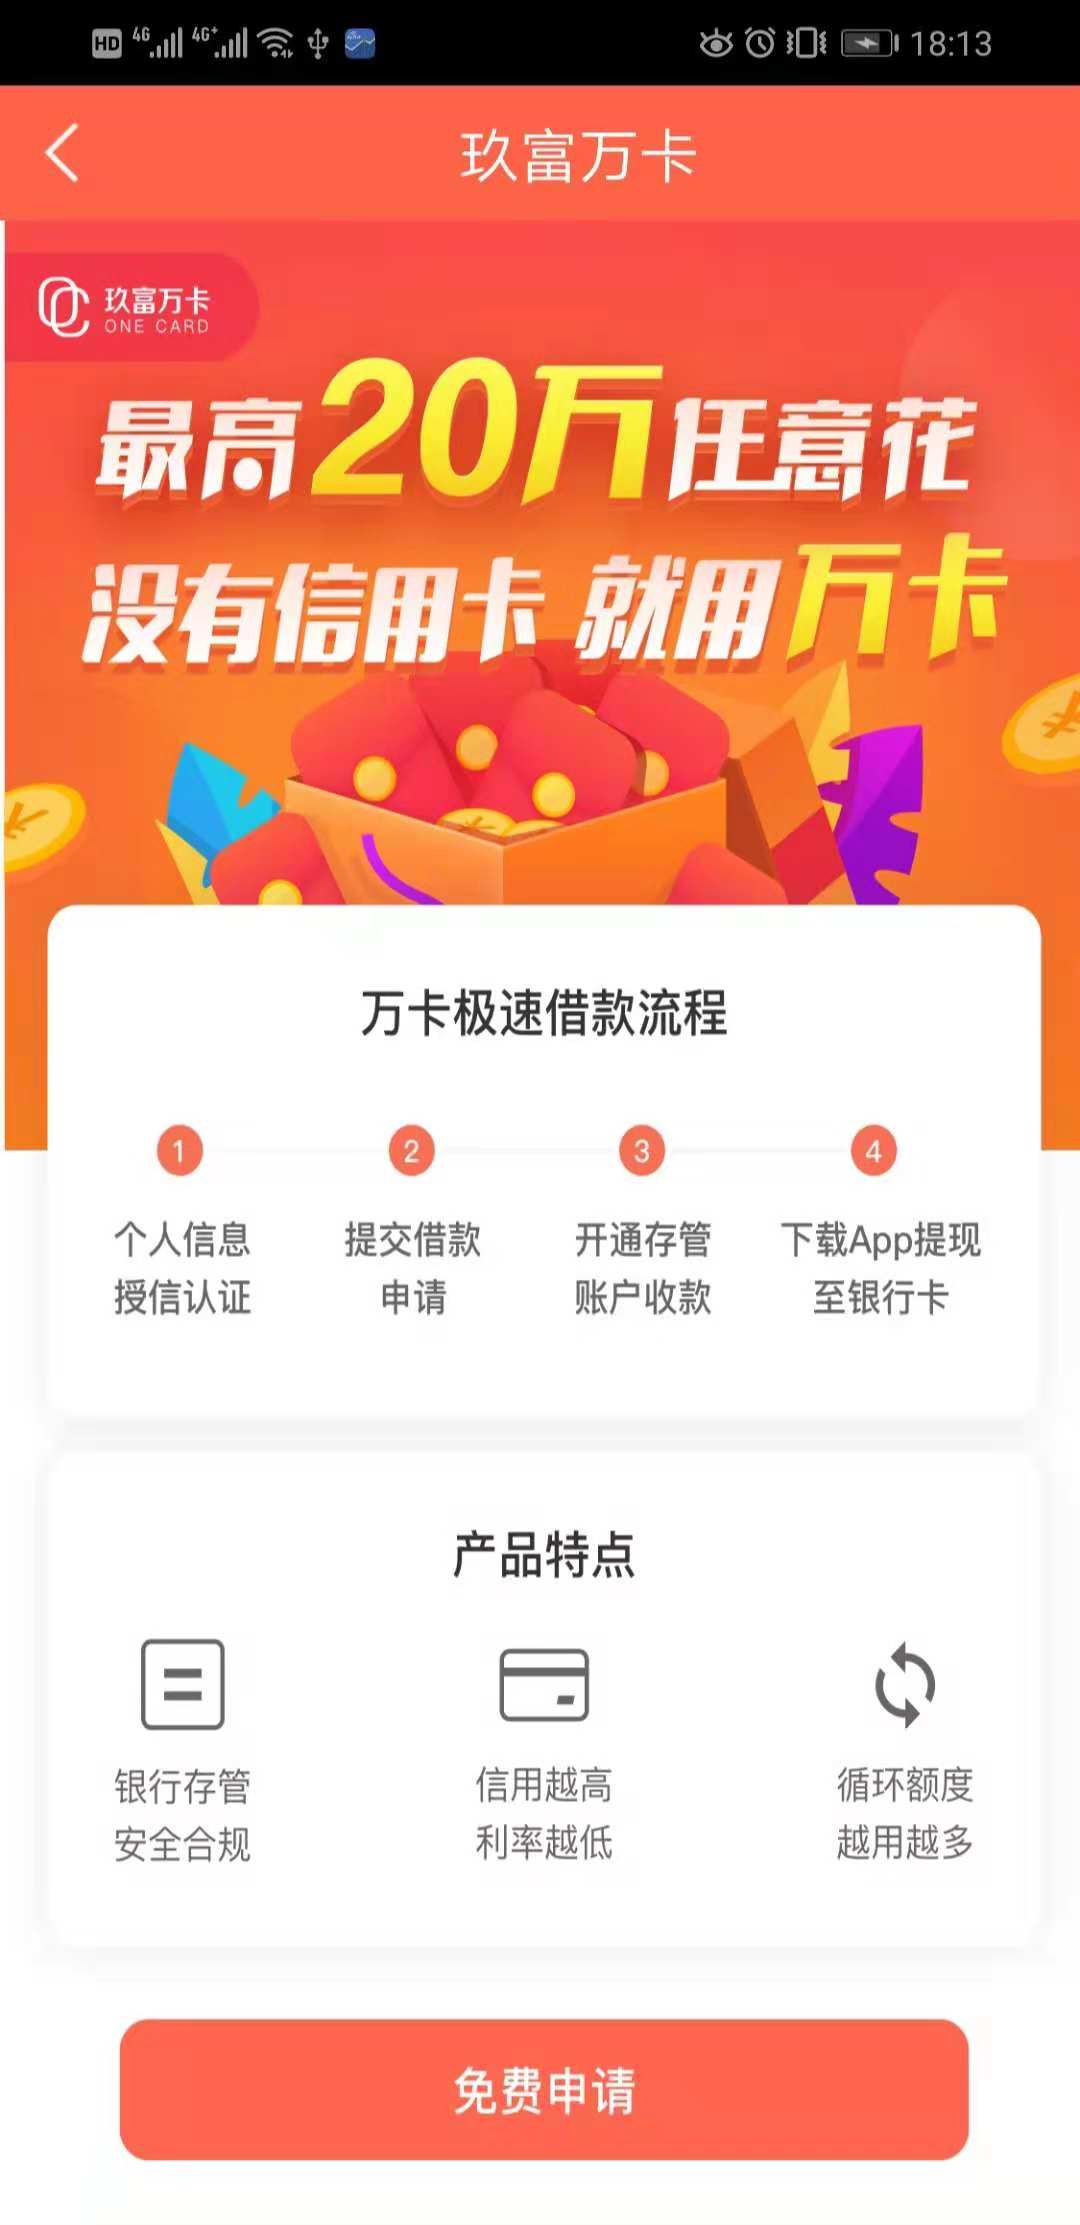 HD 4G 4G+ 18:13
玖富万卡
玖富万卡
ONE CARD
最高20万任意花
没有信用卡 就用万卡
万卡极速借款流程
1 2 3 4
个人信息 提交借款 开通存管 下载App提现
授信认证 申请 账户收款 至银行卡
产品特点
银行存管 信用越高 循环额度
安全合规 利率越低 越用越多
免费申请